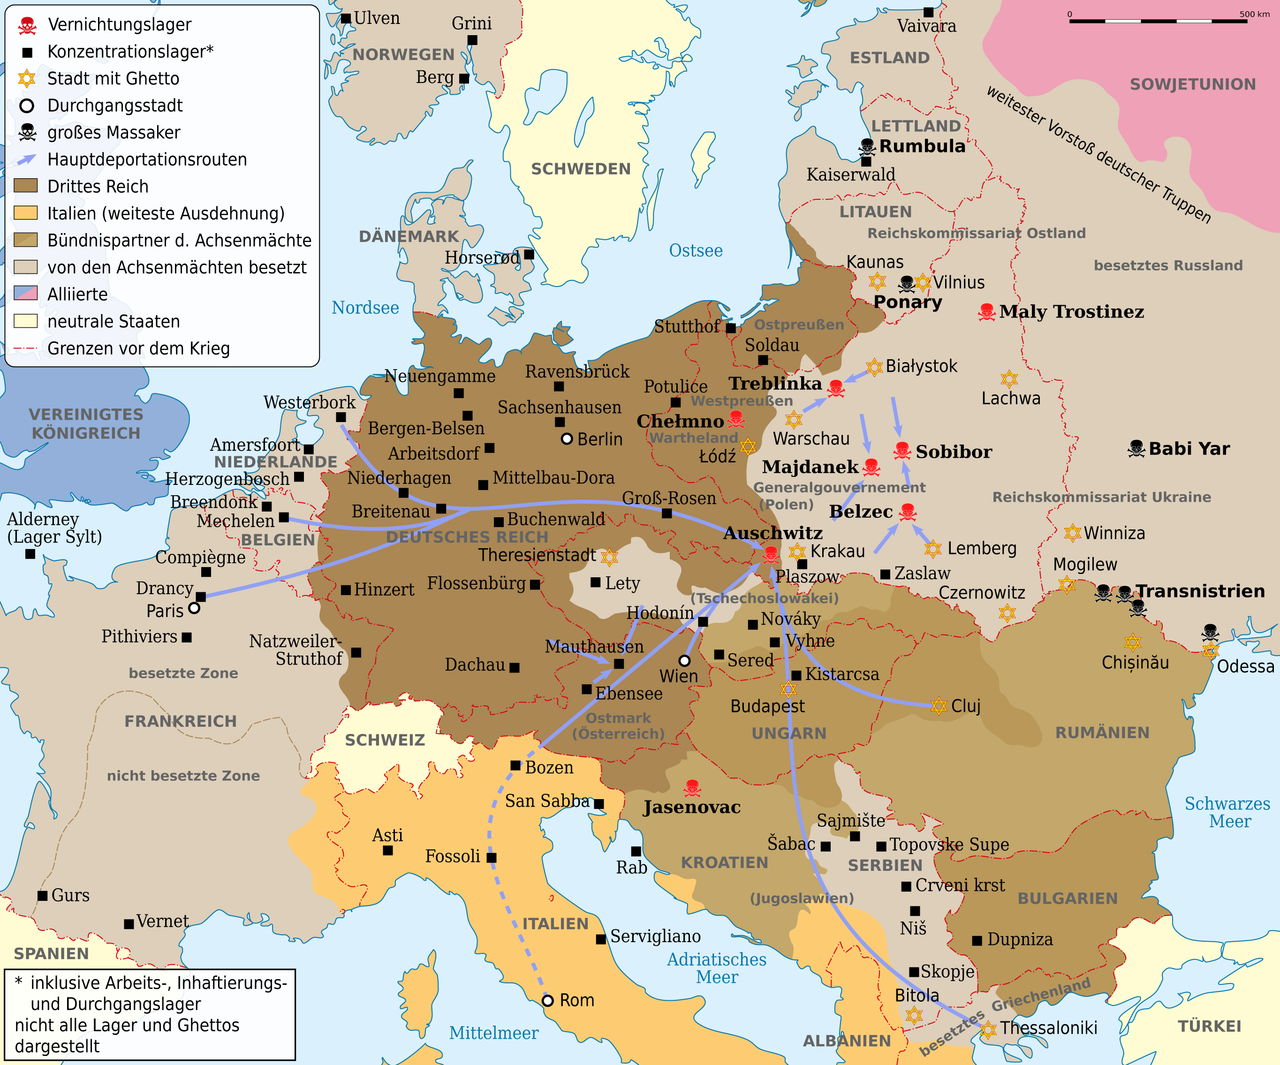 Vernichtungslager
Konzentrationslager*
Stadt mit Ghetto
Durchgangsstadt
großes Massaker
Hauptdeportationsrouten
Drittes Reich
Italien (weiteste Ausdehnung)
Bündnispartner d. Achsenmächte
von den Achsenmächten besetzt
Alliierte
neutrale Staaten
Grenzen vor dem Krieg
0
500 km
Ulven
Grini
NORWEGEN
Berg
Vaivara
ESTLAND
SOWJETUNION
weitester Vorstoß deutscher Truppen
LETTLAND
Rumbula
Kaiserwald
SCHWEDEN
LITAUEN
Reichskommissariat Ostland
DÄNEMARK
Horserød
Ostsee
Kaunas
besetztes Russland
Vilnius
Ponary
Nordsee
Maly Trostinez
Stutthof
Ostpreußen
Soldau
Białystok
Neuengamme
Ravensbrück
Potulice
Treblinka
Westpreußen
Lachwa
Westerbork
Sachsenhausen
Chełmno
VEREINIGTES
KÖNIGREICH
Bergen-Belsen
Berlin
Wartheland
Warschau
Amersfoort
Arbeitsdorf
Łódź
Sobibor
Babi Yar
NIEDERLANDE
Majdanek
Herzogenbosch
Niederhagen
Mittelbau-Dora
Generalgouvernement
(Polen)
Reichskommissariat Ukraine
Breendonk
Groß-Rosen
Breitenau
Belzec
Mechelen
Buchenwald
Alderney
(Lager Sylt)
BELGIEN
DEUTSCHES REICH
Auschwitz
Winniza
Krakau
Lemberg
Compiègne
Theresienstadt
Mogilew
Plaszow
Zaslaw
Drancy
Hinzert
Flossenbürg
Lety
(Tschechoslowakei)
Czernowitz
Transnistrien
Paris
Hodonín
Nováky
Pithiviers
Natzweiler-
Struthof
Mauthausen
Vyhne
Sered
Chișinău
Odessa
besetzte Zone
Dachau
Wien
Kistarcsa
Ebensee
Budapest
Cluj
FRANKREICH
Ostmark
(Österreich)
UNGARN
RUMÄNIEN
SCHWEIZ
nicht besetzte Zone
Bozen
San Sabba
Jasenovac
Schwarzes
Meer
Asti
Fossoli
Sajmište
Šabac
Topovske Supe
Rab
KROATIEN
SERBIEN
Gurs
Crveni krst
(Jugoslawien)
BULGARIEN
Vernet
ITALIEN
Niš
Servigliano
Dupniza
SPANIEN
Adriatisches
Meer
Skopje
Bitola
besetztes Griechenland
Rom
Mittelmeer
ALBANIEN
Thessaloniki
TÜRKEI
* inklusive Arbeits-, Inhaftierungs-
und Durchgangslager
nicht alle Lager und Ghettos
dargestellt